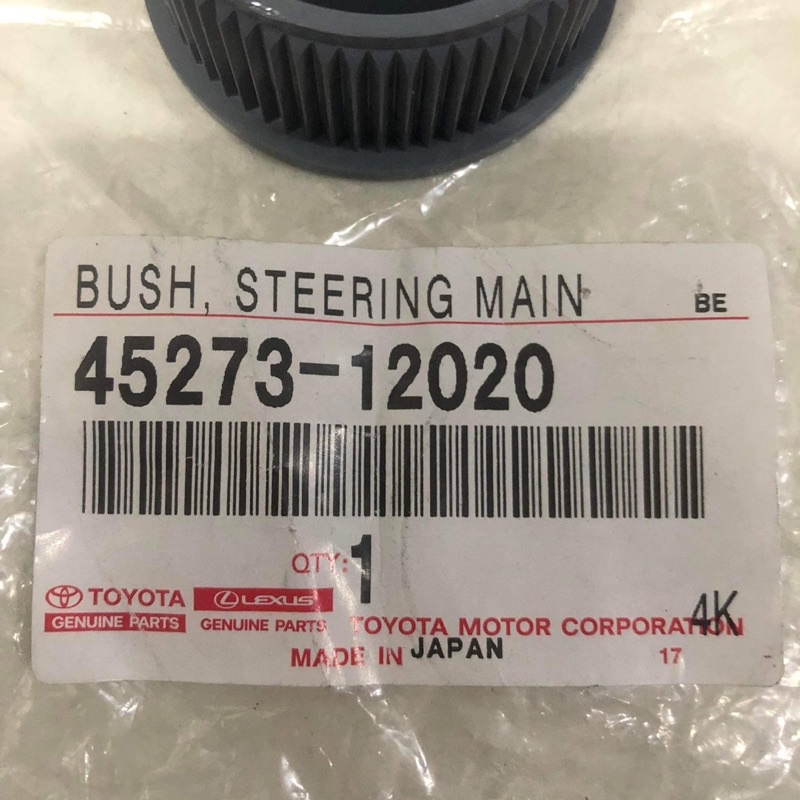 BUSH, STEERING MAIN BE
45273-12020
QTY: 1
TOYOTA LEXUS 4K
GENUINE PARTS GENUINE PARTS TOYOTA MOTOR CORPORATION
MADE IN JAPAN 17